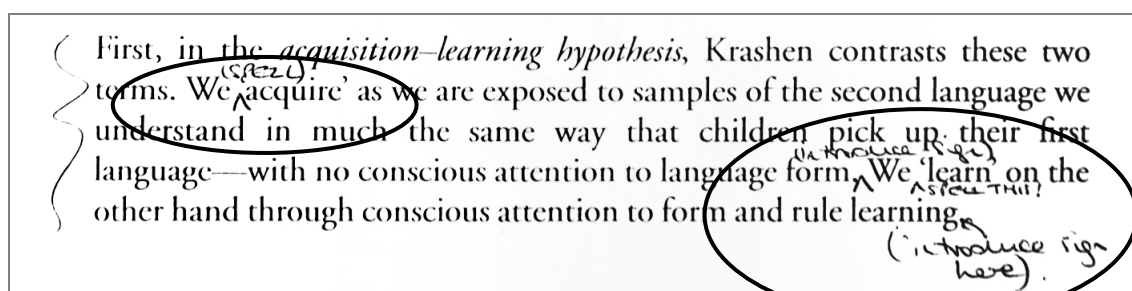 First, in the acquisition–learning hypothesis, Krashen contrasts these two
(SPELL)
terms. We ‸acquire’ as we are exposed to samples of the second language we
understand in much the same way that children pick up their first
(introduce sign)
language—with no conscious attention to language form‸ We ‘learn’ on the
‸SPELL THIS?
other hand through conscious attention to form and rule learning
(introduce sign
here).